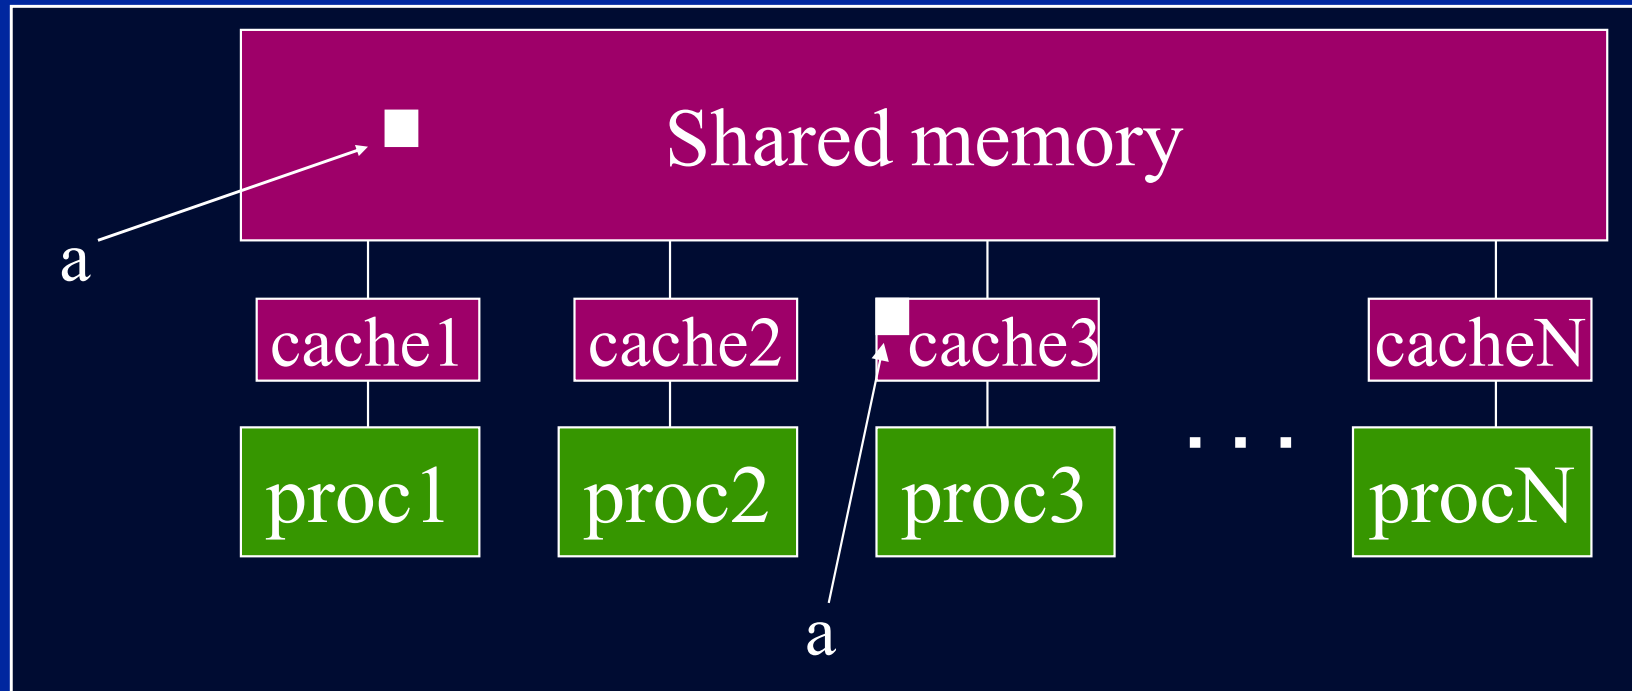 Shared memory
a
cache1 cache2 cache3 cacheN
. . .
proc1 proc2 proc3 procN
a